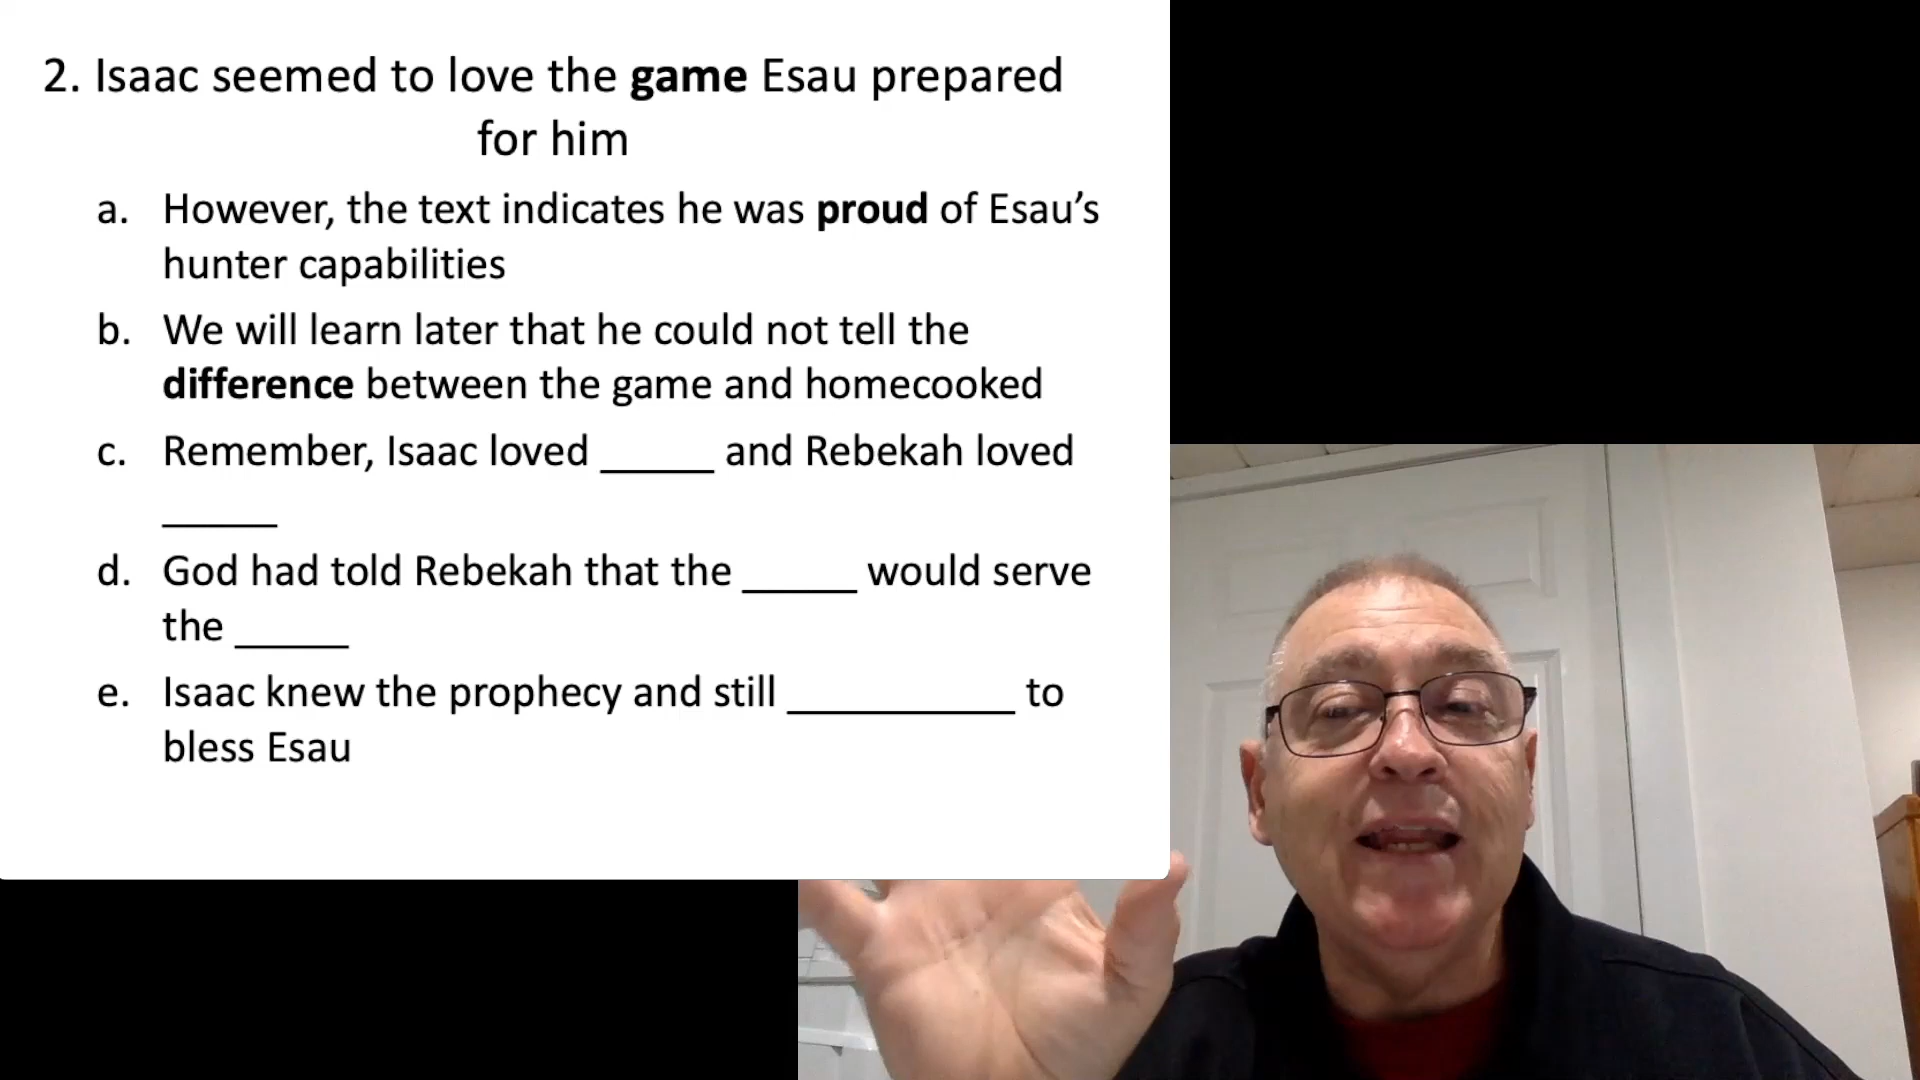 2. Isaac seemed to love the game Esau prepared
for him
a. However, the text indicates he was proud of Esau’s
hunter capabilities
b. We will learn later that he could not tell the
difference between the game and homecooked
c. Remember, Isaac loved _____ and Rebekah loved
_____
d. God had told Rebekah that the _____ would serve
the _____
e. Isaac knew the prophecy and still __________ to
bless Esau